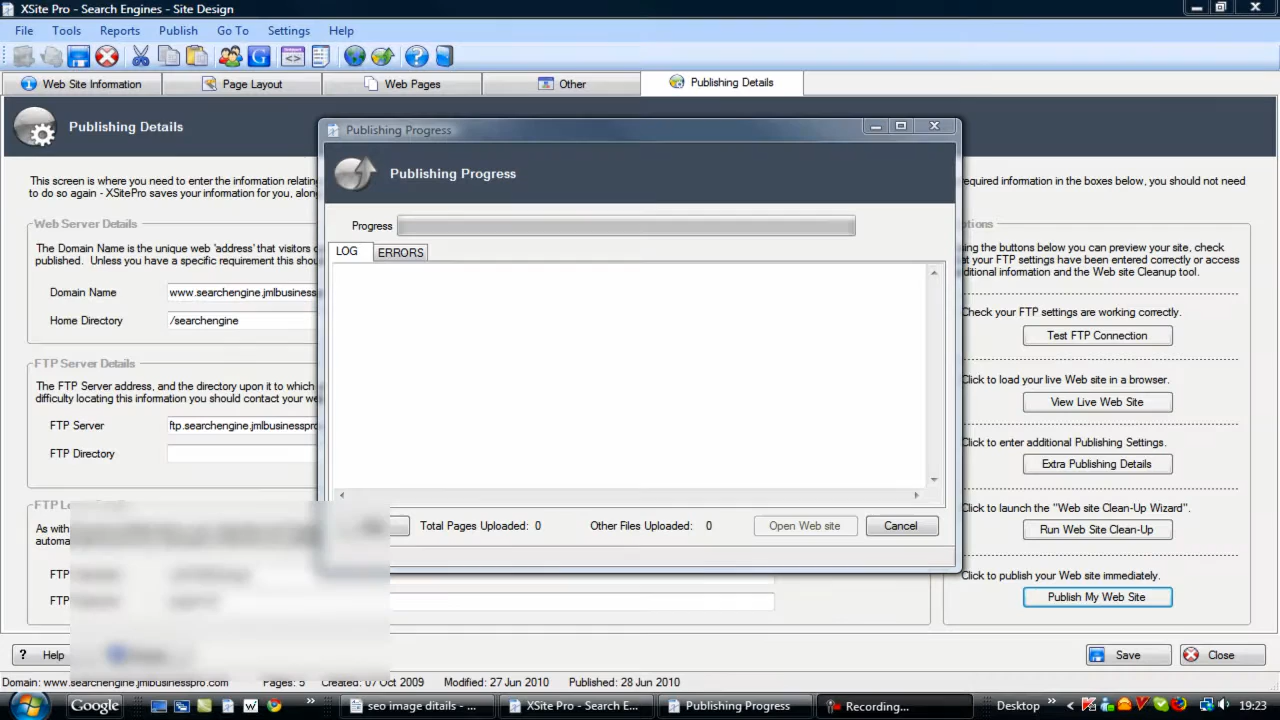 XSite Pro - Search Engines - Site Design
File Tools Reports Publish Go To Settings Help
Web Site Information Page Layout Web Pages Other Publishing Details
Publishing Details
This screen is where you need to enter the information relating
to do so again - XSitePro saves your information for you, alon
required information in the boxes below, you should not need
Web Server Details
The Domain Name is the unique web 'address' that visitors
published. Unless you have a specific requirement this shou
Domain Name www.searchengine.jmlbusiness
Home Directory /searchengine
FTP Server Details
The FTP Server address, and the directory upon it to which
difficulty locating this information you should contact your we
FTP Server ftp.searchengine.jmlbusinesspro
FTP Directory
FTP L
As with
automa
FTP
FTP
Publishing Progress
Publishing Progress
Progress
LOG ERRORS
Total Pages Uploaded: 0 Other Files Uploaded: 0 Open Web site Cancel
tions
ing the buttons below you can preview your site, check
at your FTP settings have been entered correctly or access
ditional information and the Web site Cleanup tool.
Check your FTP settings are working correctly.
Test FTP Connection
Click to load your live Web site in a browser.
View Live Web Site
Click to enter additional Publishing Settings.
Extra Publishing Details
Click to launch the "Web site Clean-Up Wizard".
Run Web Site Clean-Up
Click to publish your Web site immediately.
Publish My Web Site
? Help Save Close
Domain: www.searchengine.jmlbusinesspro.com Pages: 5 Created: 07 Oct 2009 Modified: 27 Jun 2010 Published: 28 Jun 2010
Google » seo image ditails - ... XSite Pro - Search E... Publishing Progress Recording... Desktop » 19:23